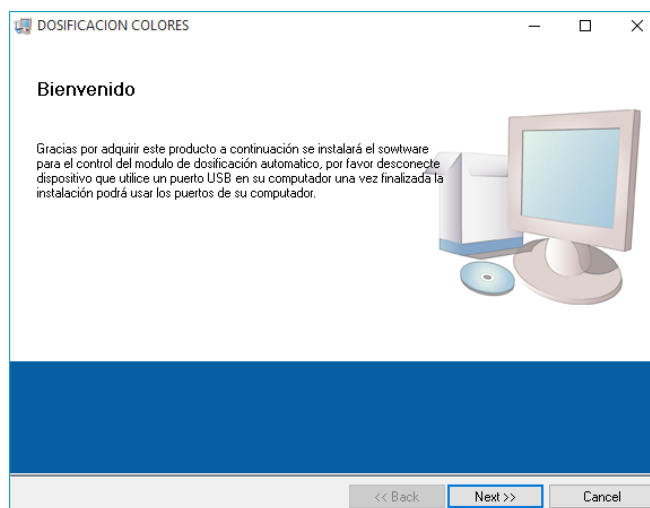 DOSIFICACION COLORES
Bienvenido
Gracias por adquirir este producto a continuación se instalará el sowtware
para el control del modulo de dosificación automatico, por favor desconecte
dispositivo que utilice un puerto USB en su computador una vez finalizada la
instalación podrá usar los puertos de su computador.
<< Back
Next >>
Cancel